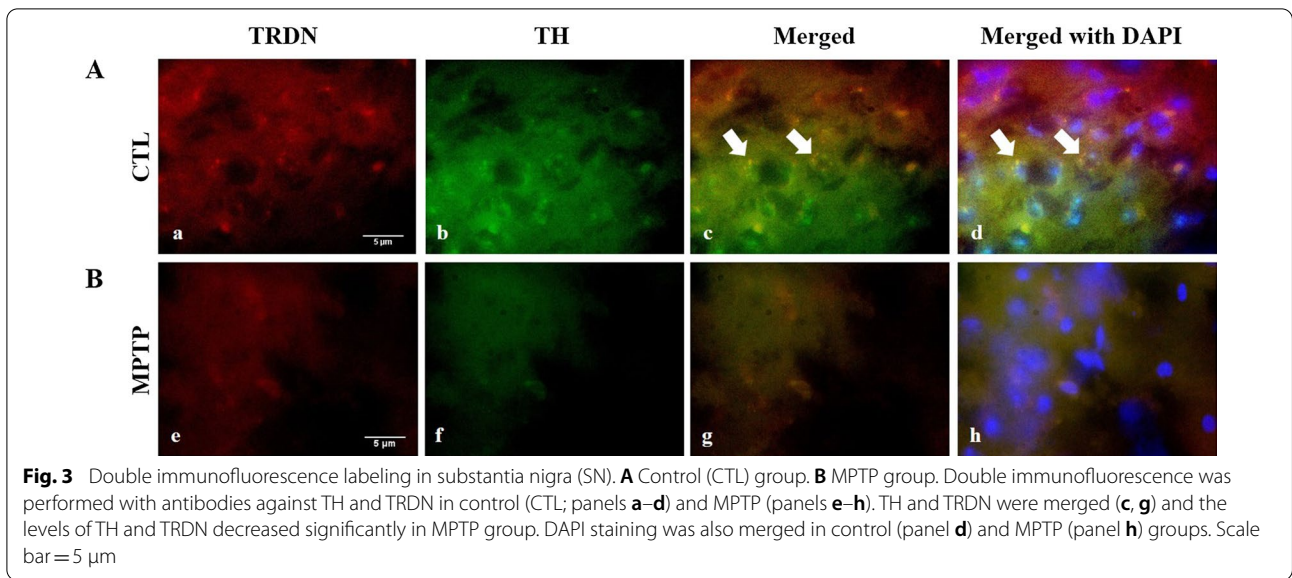 TRDN TH Merged Merged with DAPI
A
CTL
a 5 µm b c d
B
MPTP
e 5 µm f g h
Fig. 3 Double immunofluorescence labeling in substantia nigra (SN). A Control (CTL) group. B MPTP group. Double immunofluorescence was
performed with antibodies against TH and TRDN in control (CTL; panels a–d) and MPTP (panels e–h). TH and TRDN were merged (c, g) and the
levels of TH and TRDN decreased significantly in MPTP group. DAPI staining was also merged in control (panel d) and MPTP (panel h) groups. Scale
bar = 5 µm